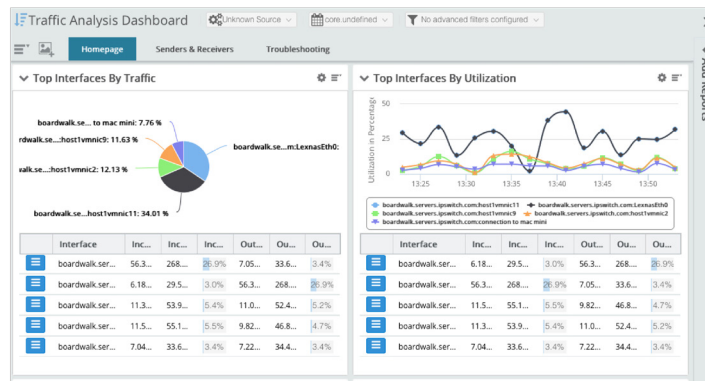 Traffic Analysis Dashboard
Unknown Source
core.undefined
No advanced filters configured
Homepage
Senders & Receivers
Troubleshooting
Add Reports
Top Interfaces By Traffic
boardwalk.se... to mac mini: 7.76 %
rdwalk.se...:host1vmnic9: 11.63 %
ralk.se...:host1vmnic2: 12.13 %
boardwalk.se...m:LexnasEth0:
boardwalk.se...host1vmnic11: 34.01 %
Interface Inc... Inc... Inc... Out... Ou... Ou...
boardwalk.ser... 56.3... 268.... 26.9% 7.05... 33.6... 3.4%
boardwalk.ser... 6.18... 29.5... 3.0% 56.3... 268.... 26.9%
boardwalk.ser... 11.3... 53.9... 5.4% 11.0... 52.4... 5.2%
boardwalk.ser... 11.5... 55.1... 5.5% 9.82... 46.8... 4.7%
boardwalk.ser... 7.04... 33.6... 3.4% 7.22... 34.4... 3.4%
Top Interfaces By Utilization
Utilization in Percentage
50
25
0
13:25 13:30 13:35 13:40 13:45 13:50
boardwalk.servers.ipswitch.com:host1vmnic11 boardwalk.servers.ipswitch.com:LexnasEth0
boardwalk.servers.ipswitch.com:host1vmnic9 boardwalk.servers.ipswitch.com:host1vmnic2
boardwalk.servers.ipswitch.com:connection to mac mini
Interface Inc... Inc... Inc... Out... Ou... Ou...
boardwalk.ser... 6.18... 29.5... 3.0% 56.3... 268.... 26.9%
boardwalk.ser... 56.3... 268.... 26.9% 7.05... 33.6... 3.4%
boardwalk.ser... 11.5... 55.1... 5.5% 9.82... 46.8... 4.7%
boardwalk.ser... 11.3... 53.9... 5.4% 11.0... 52.4... 5.2%
boardwalk.ser... 7.04... 33.6... 3.4% 7.22... 34.4... 3.4%